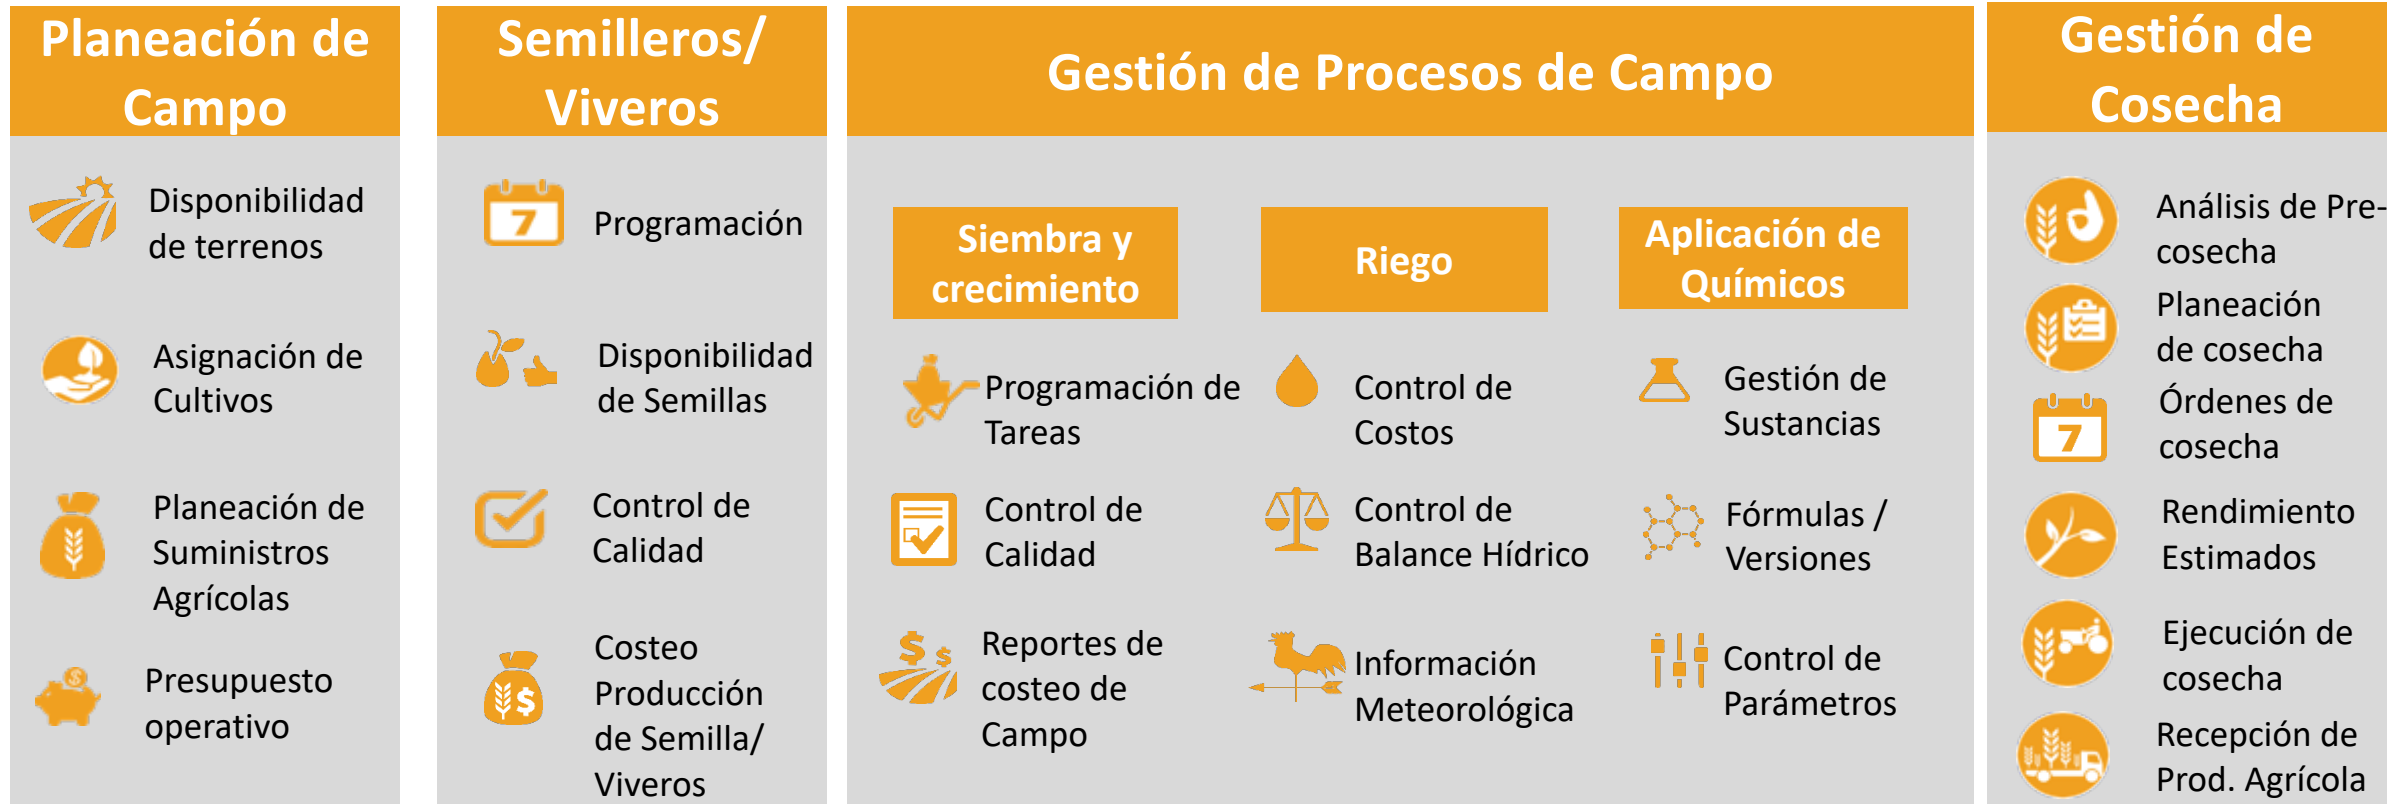 Planeación de
Campo
Disponibilidad
de terrenos
Asignación de
Cultivos
Planeación de
Suministros
Agrícolas
Presupuesto
operativo
Semilleros/
Viveros
7
Programación
Disponibilidad
de Semillas
Control de
Calidad
$
Costeo
Producción
de Semilla/
Viveros
Gestión de Procesos de Campo
Siembra y
crecimiento
Programación de
Tareas
Control de
Calidad
$ $
Reportes de
costeo de
Campo
Riego
Control de
Costos
Control de
Balance Hídrico
Información
Meteorológica
Aplicación de
Químicos
Gestión de
Sustancias
Fórmulas /
Versiones
Control de
Parámetros
Gestión de
Cosecha
Análisis de Pre-
cosecha
Planeación
de cosecha
7
Órdenes de
cosecha
Rendimiento
Estimados
Ejecución de
cosecha
Recepción de
Prod. Agrícola